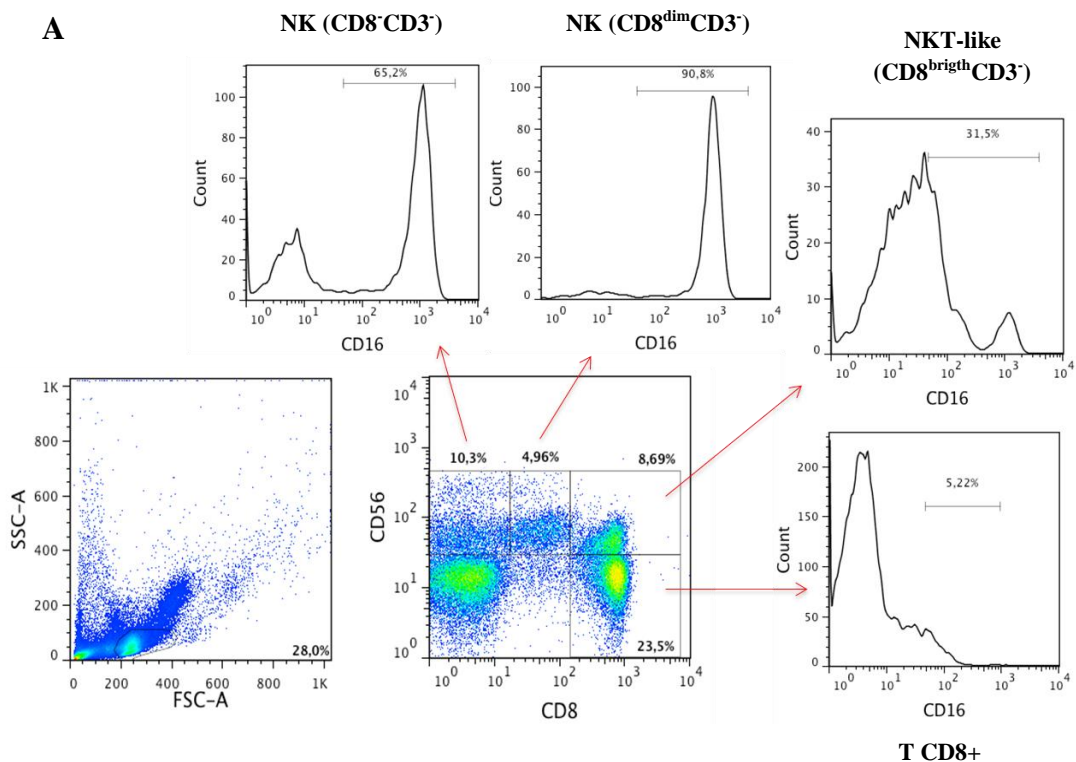 A
NK (CD8⁻CD3⁻)
NK (CD8ᵈⁱᵐCD3⁻)
NKT-like
(CD8ᵇʳⁱᵍᵗʰCD3⁻)
65,2%
100
80
60
40
20
0
Count
10⁰ 10¹ 10² 10³ 10⁴
CD16
90,8%
100
80
60
40
20
0
Count
10⁰ 10¹ 10² 10³ 10⁴
CD16
31,5%
40
30
20
10
0
Count
10⁰ 10¹ 10² 10³ 10⁴
CD16
1K
800
600
400
200
0
SSC-A
28,0%
0 200 400 600 800 1K
FSC-A
10⁴
10³
10²
10¹
10⁰
CD56
10,3%
4,96%
8,69%
23,5%
10⁰ 10¹ 10² 10³ 10⁴
CD8
5,22%
200
150
100
50
0
Count
10⁰ 10¹ 10² 10³ 10⁴
CD16
T CD8+